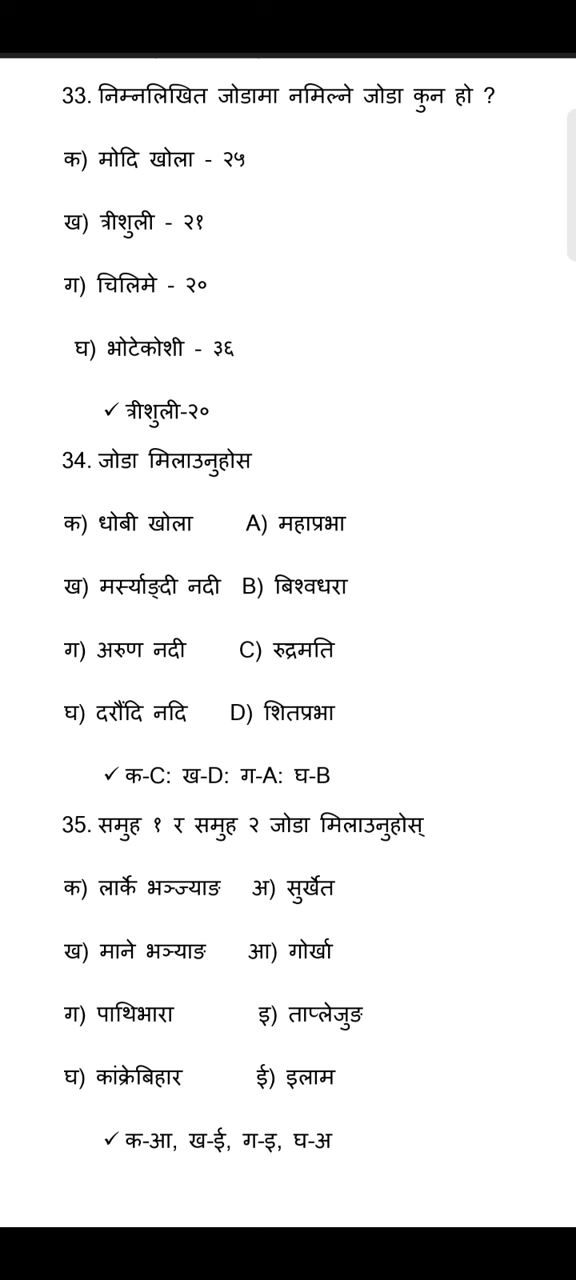 33. निम्नलिखित जोडामा नमिल्ने जोडा कुन हो ?
क) मोदि खोला - २५
ख) त्रीशुली - २१
ग) चिलिमे - २०
घ) भोटेकोशी - ३६
✓ त्रीशुली-२०
34. जोडा मिलाउनुहोस
क) धोबी खोला A) महाप्रभा
ख) मर्स्याङ्दी नदी B) बिश्वधरा
ग) अरुण नदी C) रुद्रमति
घ) दरौंदि नदि D) शितप्रभा
✓ क-C: ख-D: ग-A: घ-B
35. समुह १ र समुह २ जोडा मिलाउनुहोस्
क) लार्के भञ्ज्याङ अ) सुर्खेत
ख) माने भञ्याङ आ) गोर्खा
ग) पाथिभारा इ) ताप्लेजुङ
घ) कांक्रेबिहार ई) इलाम
✓ क-आ, ख-ई, ग-इ, घ-अ